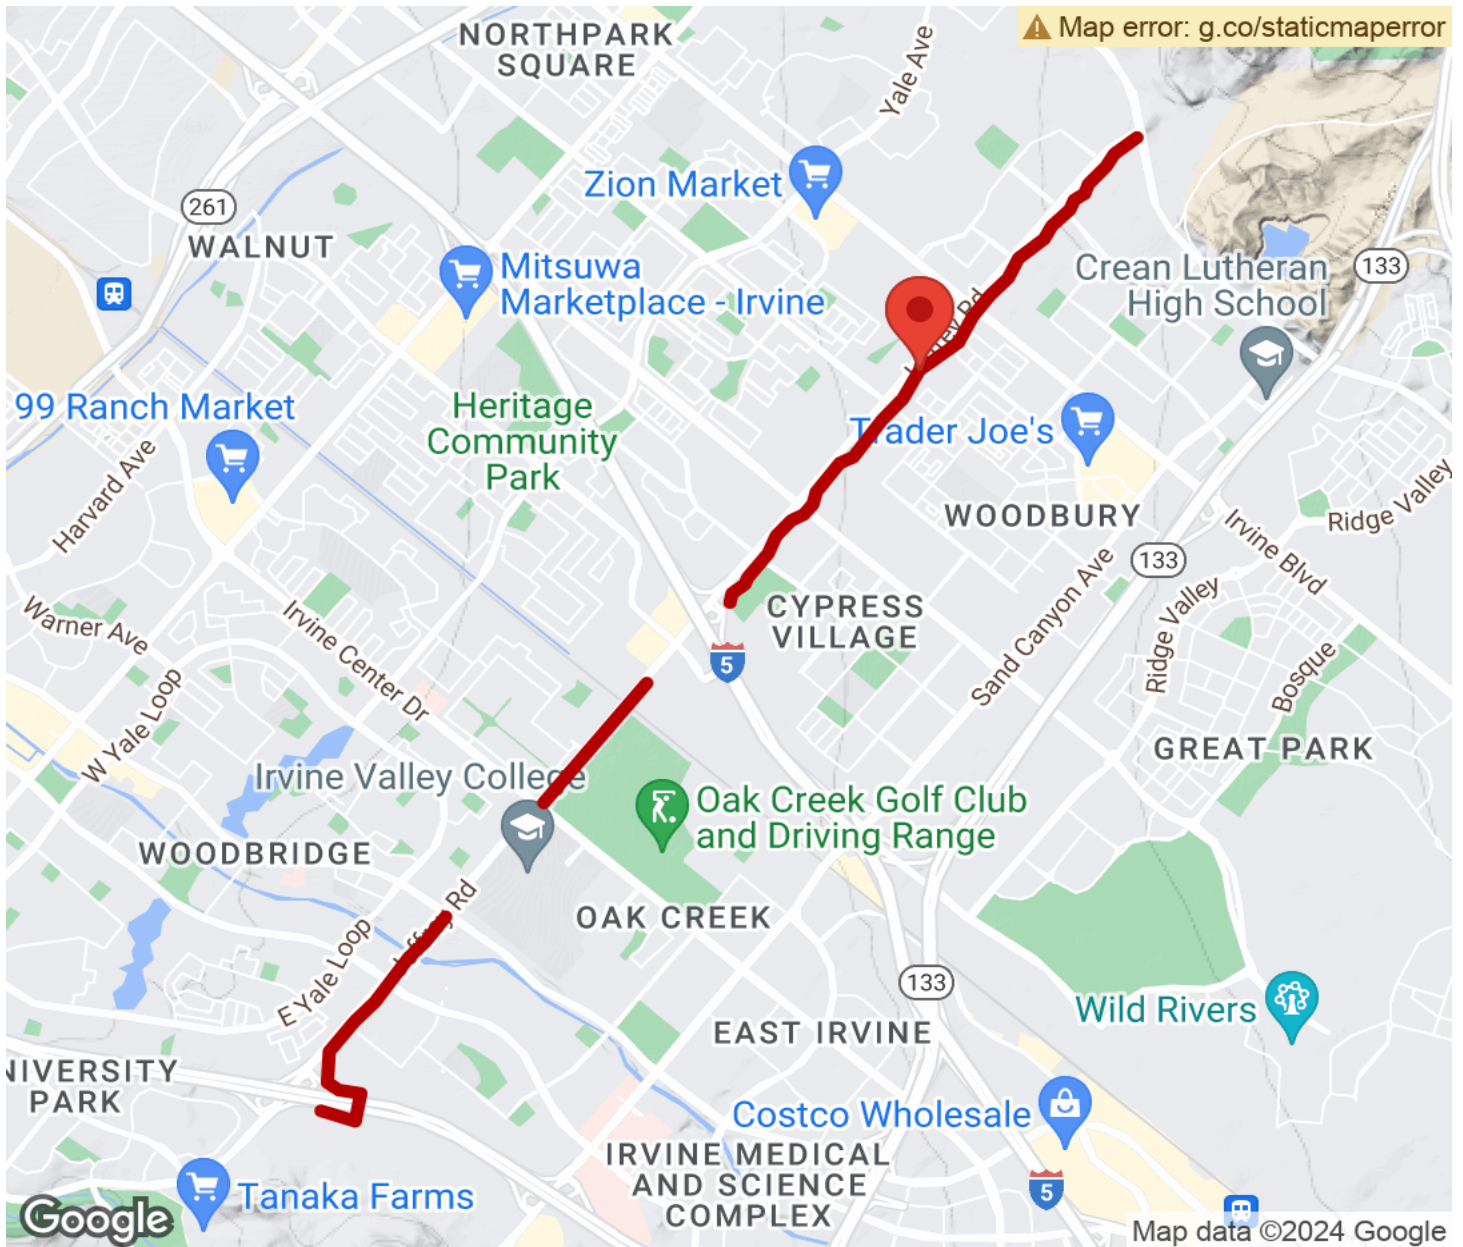 NORTHPARK
SQUARE
Map error: g.co/staticmaperror
Yale Ave
Zion Market
261
WALNUT
Mitsuwa
Marketplace - Irvine
Crean Lutheran
High School
133
99 Ranch Market
Heritage
Community
Park
Trader Joe's
Harvard Ave
WOODBURY
Ridge Valley
Irvine Blvd
133
Warner Ave
Irvine Center Dr
CYPRESS
VILLAGE
Sand Canyon Ave
Ridge Valley
Bosque
5
W Yale Loop
GREAT PARK
Irvine Valley College
Oak Creek Golf Club
and Driving Range
WOODBRIDGE
OAK CREEK
E Yale Loop
133
Wild Rivers
EAST IRVINE
NIVERSITY
PARK
Costco Wholesale
IRVINE MEDICAL
AND SCIENCE
COMPLEX
5
Tanaka Farms
Google
Map data ©2024 Google